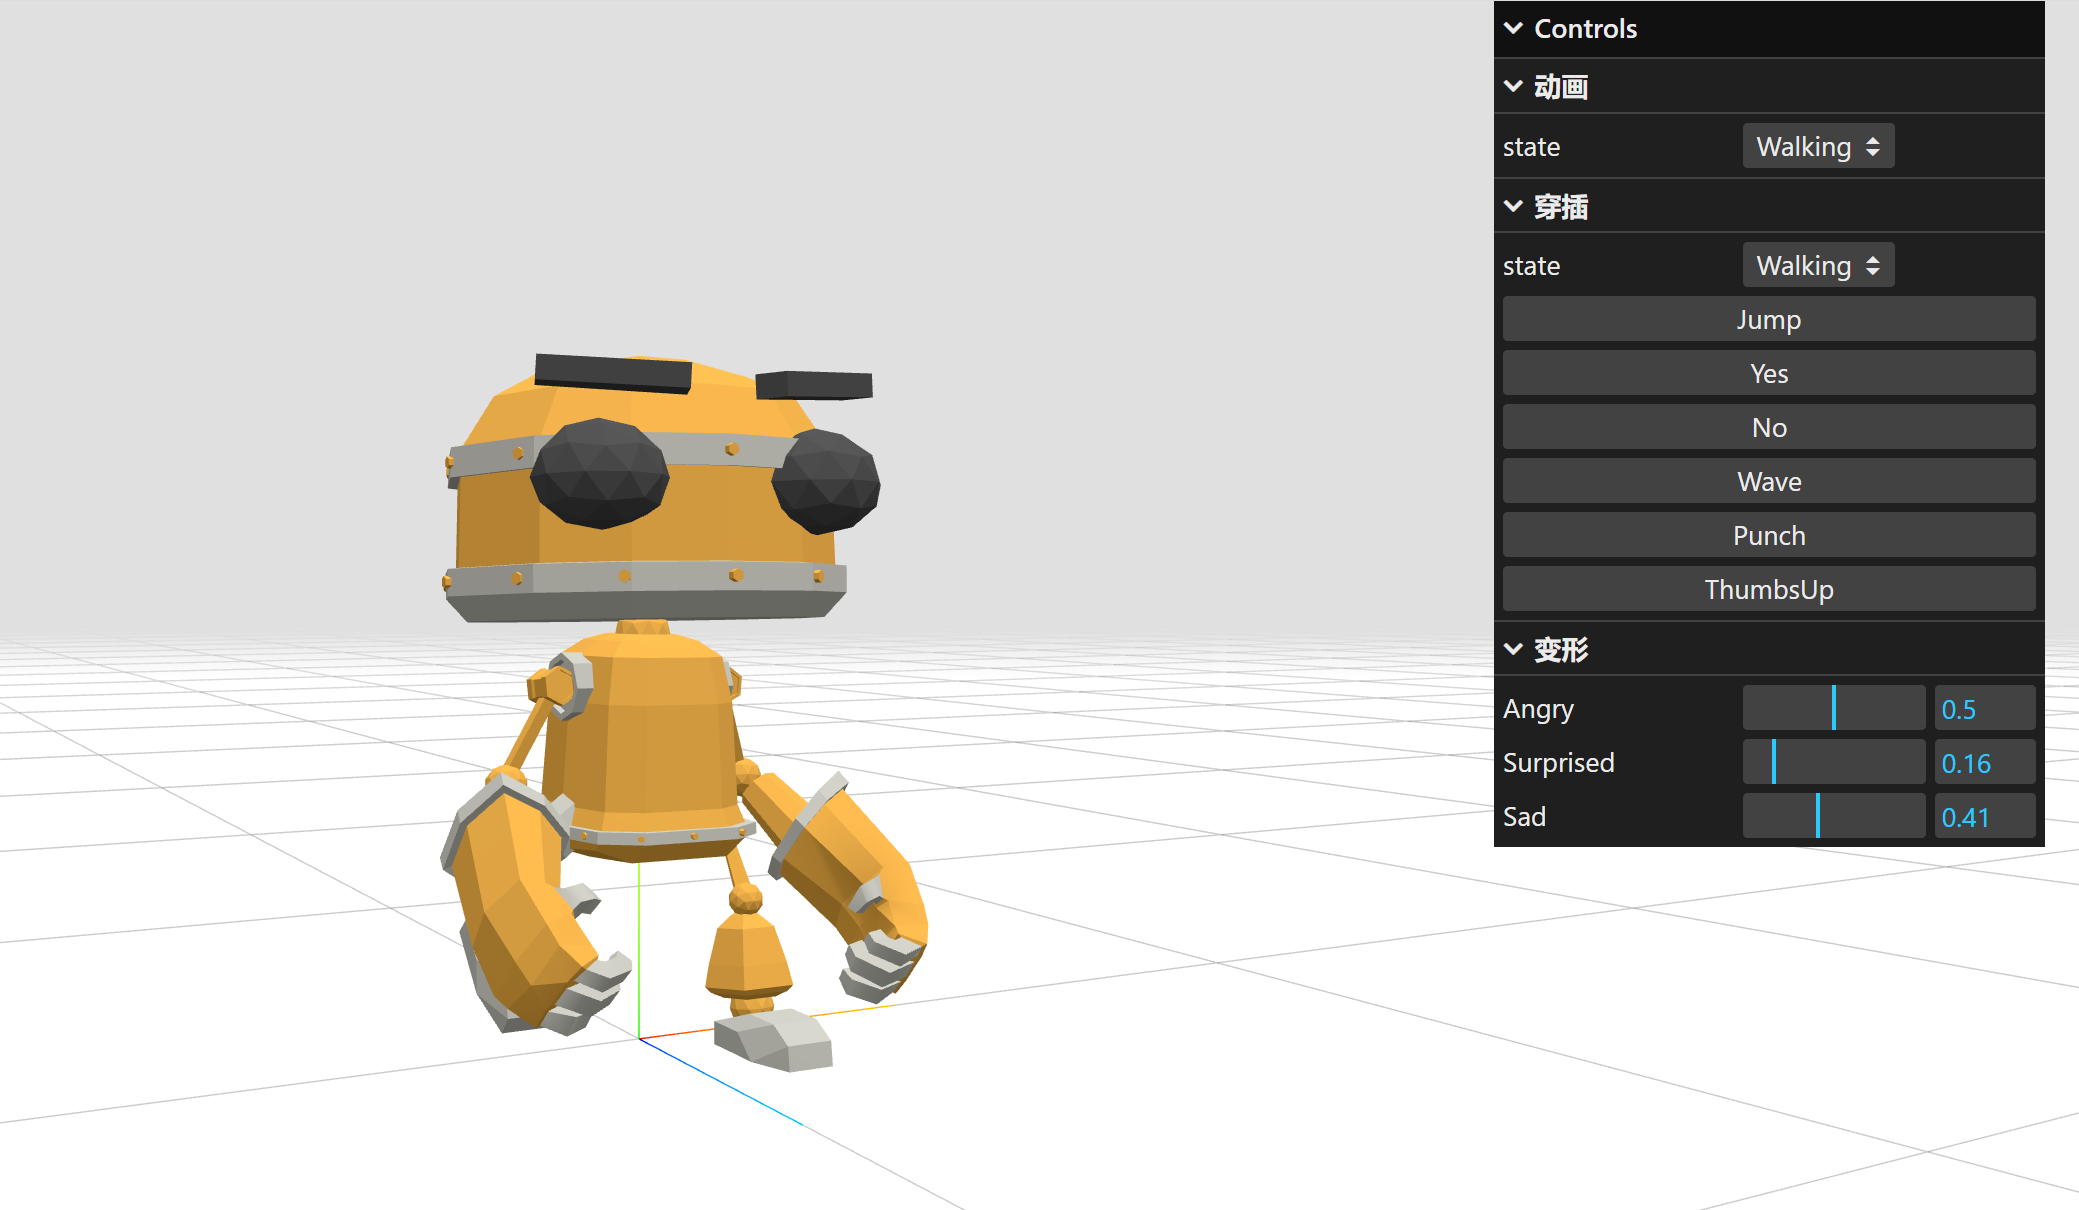 Controls
动画
state Walking
穿插
state Walking
Jump
Yes
No
Wave
Punch
ThumbsUp
变形
Angry 0.5
Surprised 0.16
Sad 0.41